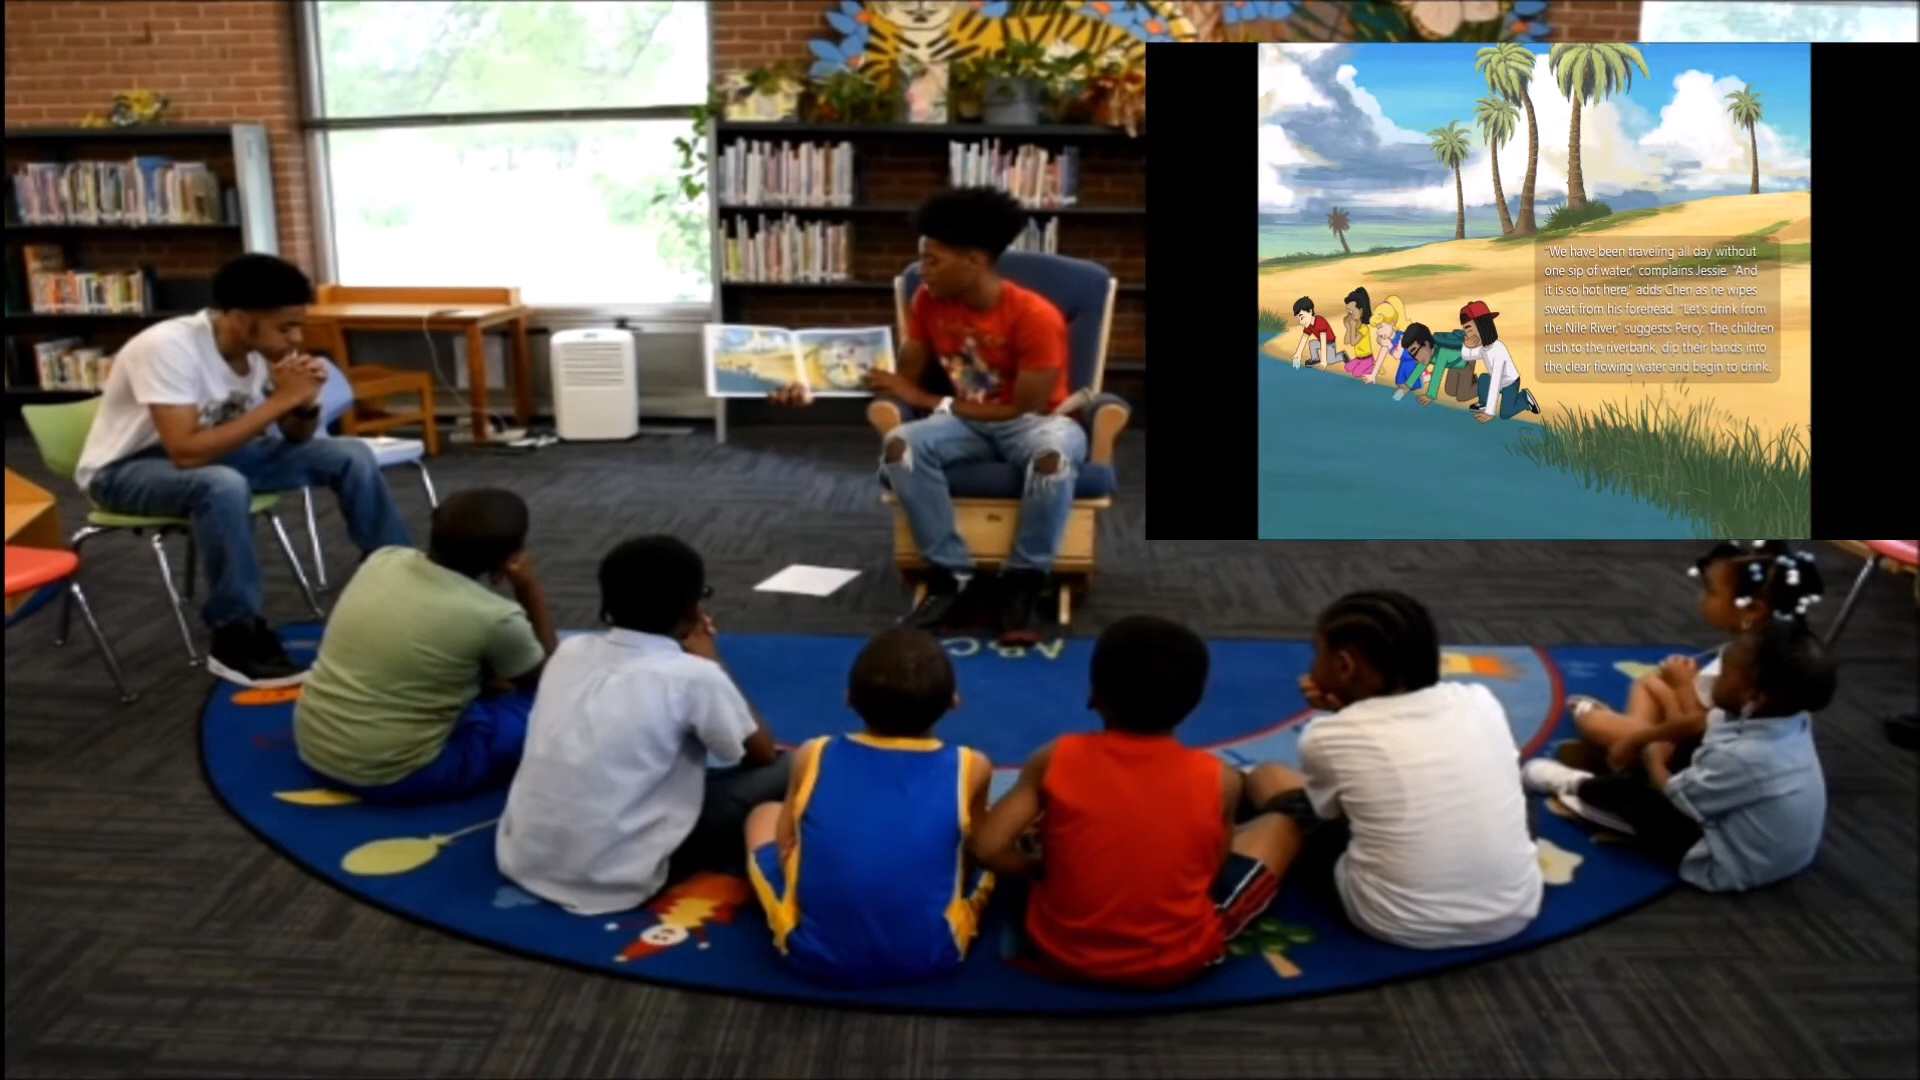 "We have been traveling all day without
one sip of water," complains Jessie. "And
it is so hot here," adds Chen as he wipes
sweat from his forehead. "Let's drink from
the Nile River," suggests Percy. The children
rush to the riverbank, dip their hands into
the clear flowing water and begin to drink.
ABC